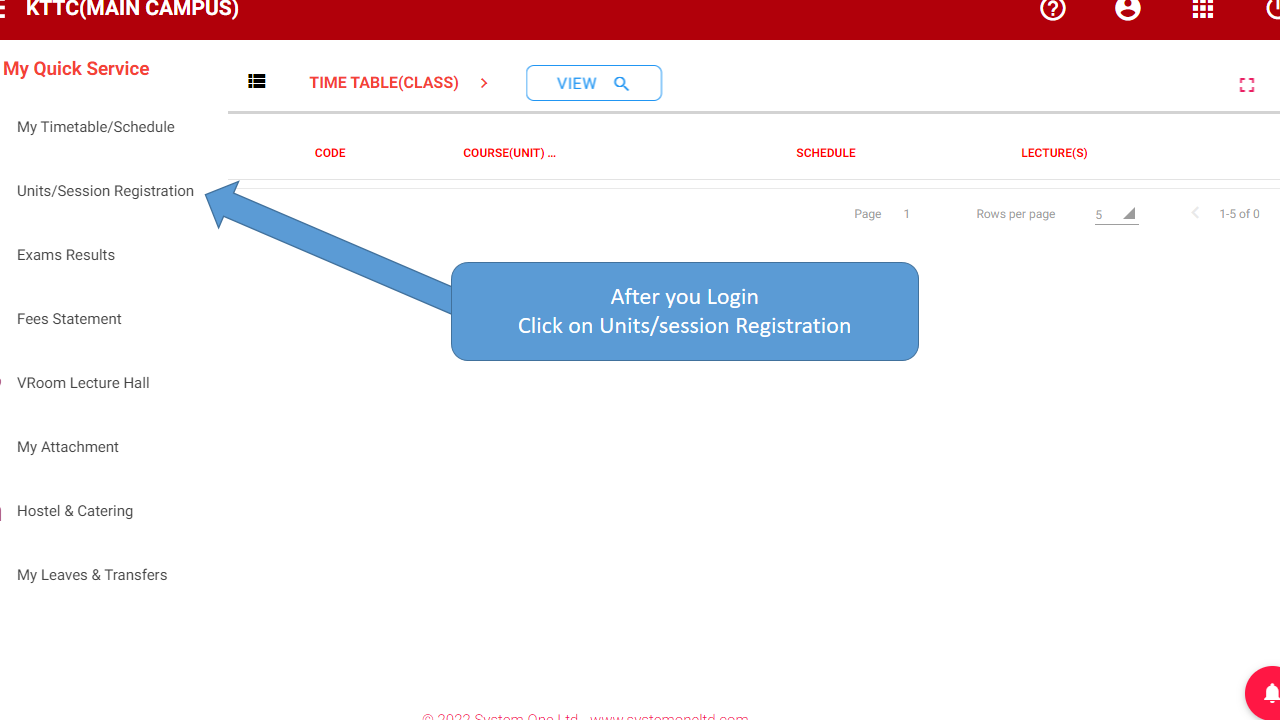 KTTC(MAIN CAMPUS)
My Quick Service
TIME TABLE(CLASS)
VIEW
My Timetable/Schedule
CODE
COURSE(UNIT) ...
SCHEDULE
LECTURE(S)
Units/Session Registration
Page 1 Rows per page 5 1-5 of 0
Exams Results
After you Login
Click on Units/session Registration
Fees Statement
VRoom Lecture Hall
My Attachment
Hostel & Catering
My Leaves & Transfers
© 2022 System One Ltd - www.systemoneltd.com